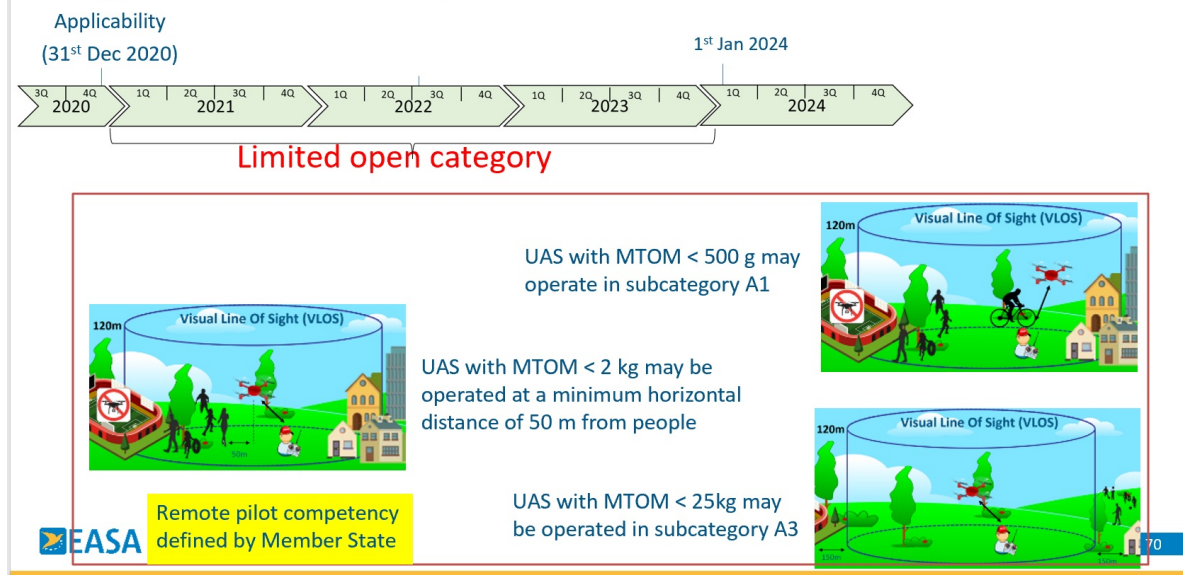 Applicability
(31st Dec 2020)
1st Jan 2024
3Q 4Q 1Q 2Q 3Q 4Q 1Q 2Q 3Q 4Q 1Q 2Q 3Q 4Q 1Q 2Q 3Q 4Q
2020 2021 2022 2023 2024
Limited open category
120m
Visual Line Of Sight (VLOS)
UAS with MTOM < 500 g may
operate in subcategory A1
120m
Visual Line Of Sight (VLOS)
50m
UAS with MTOM < 2 kg may be
operated at a minimum horizontal
distance of 50 m from people
120m
Visual Line Of Sight (VLOS)
150m
150m
UAS with MTOM < 25kg may
be operated in subcategory A3
Remote pilot competency
defined by Member State
EASA
70